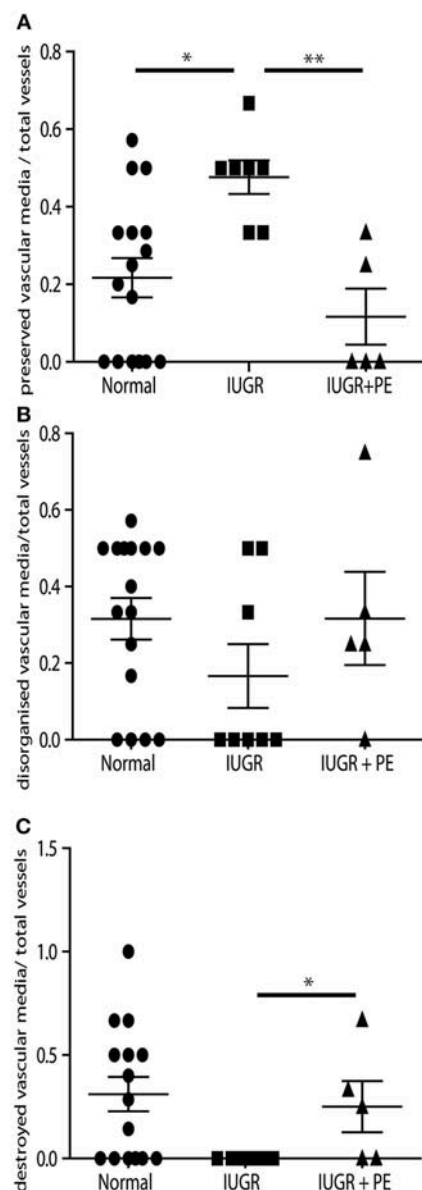 A
* **
preserved vascular media / total vessels
0.8
0.6
0.4
0.2
0.0
Normal IUGR IUGR+PE
B
disorganised vascular media/total vessels
0.8
0.6
0.4
0.2
0.0
Normal IUGR IUGR + PE
C
*
destroyed vascular media/ total vessels
1.5
1.0
0.5
0.0
Normal IUGR IUGR + PE